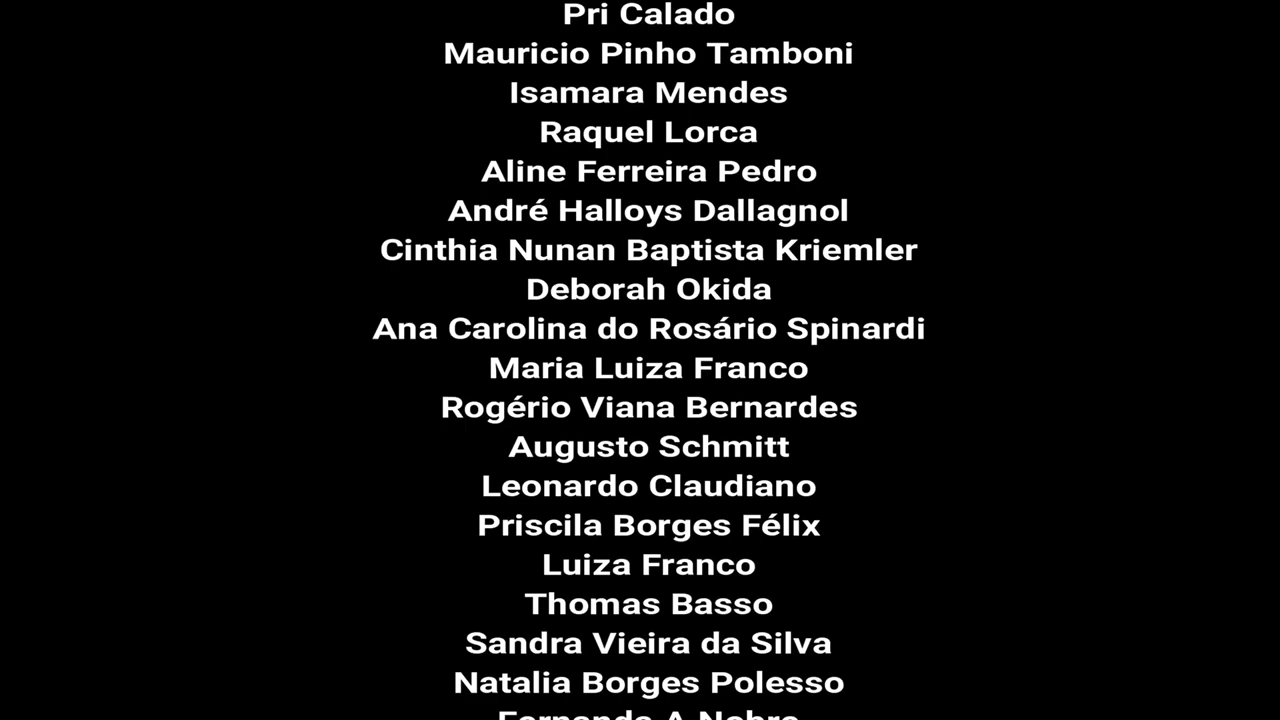 Pri Calado
Mauricio Pinho Tamboni
Isamara Mendes
Raquel Lorca
Aline Ferreira Pedro
André Halloys Dallagnol
Cinthia Nunan Baptista Kriemler
Deborah Okida
Ana Carolina do Rosário Spinardi
Maria Luiza Franco
Rogério Viana Bernardes
Augusto Schmitt
Leonardo Claudiano
Priscila Borges Félix
Luiza Franco
Thomas Basso
Sandra Vieira da Silva
Natalia Borges Polesso
A Nobre